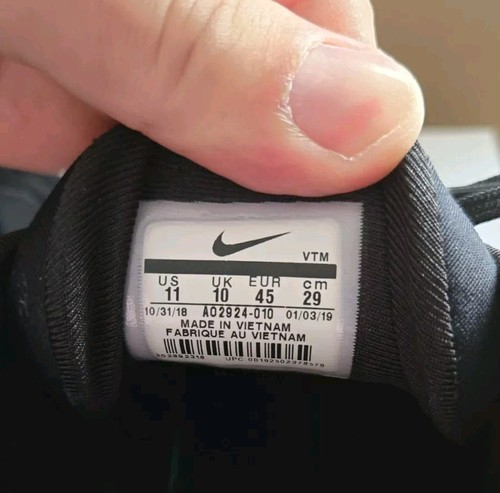 VTM
US UK EUR cm
11 10 45 29
10/31/18 AO2924-010 01/03/19
MADE IN VIETNAM
FABRIQUE AU VIETNAM
UPC